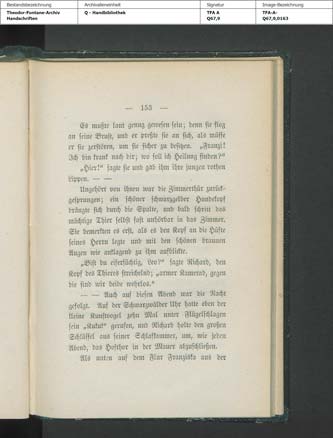 Bestandsbezeichnung Archivalieneinheit Signatur Image-Bezeichnung
Theodor-Fontane-Archiv Q - Handbibliothek TFA A TFA-A-
Handschriften Q67,9 Q67,9,0163
— 153 —
Es mußte laut genug gewesen sein; denn sie flog
an seine Brust, und er preßte sie an sich, als müsse
er sie zerstören, um sie sicher zu besitzen. „Franzi!
Ich bin krank nach dir; wo soll ich Heilung finden?"
„Hier!" sagte sie und gab ihm ihre jungen rothen
Lippen. — —
Ungehört von ihnen war die Zimmerthür zurück-
gesprungen; ein schöner schwarzgelber Hundekopf
drängte sich durch die Spalte, und bald schritt das
mächtige Thier selbst fast unhörbar in das Zimmer.
Sie bemerkten es erst, als es den Kopf an die Hüfte
seines Herrn legte und mit den schönen braunen
Augen wie anklagend zu ihm aufblickte.
„Bist du eifersüchtig, Leo?" sagte Richard, den
Kopf des Thieres streichelnd; „armer Kamerad, gegen
die sind wir beide wehrlos."
— — Auch auf diesen Abend war die Nacht
gefolgt. Auf der Schwarzwälder Uhr hatte eben der
kleine Kunstvogel zehn Mal unter Flügelschlagen
sein „Kukuk" gerufen, und Richard holte den großen
Schlüssel aus seiner Schlafkammer, um, wie jeden
Abend, das Hofthor in der Mauer abzuschließen.
Als unten auf dem Flur Franziska aus der